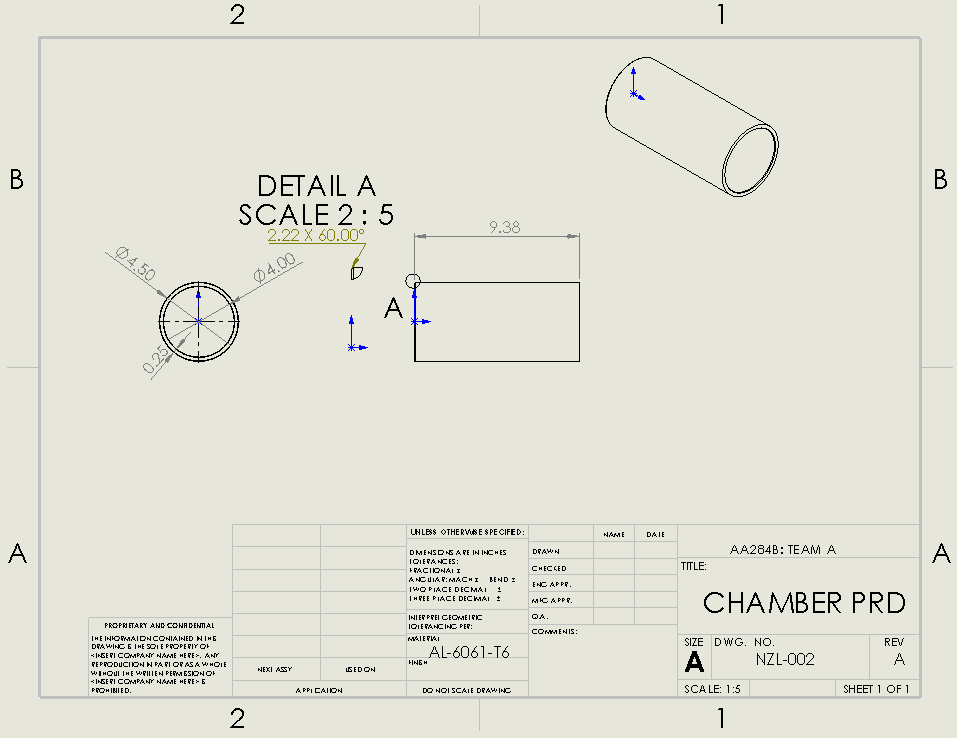 2
1
B
B
DETAIL A
SCALE 2 : 5
2.22 X 60.00°
9.38
Ø4.50
Ø4.00
0.25
A
A
A
UNLESS OTHERWISE SPECIFIED:
DIMENSIONS ARE IN INCHES
TOLERANCES:
FRACTIONAL ±
ANGULAR: MACH ± BEND ±
TWO PLACE DECIMAL ±
THREE PLACE DECIMAL ±
INTERPRET GEOMETRIC
TOLERANCING PER:
MATERIAL
AL-6061-T6
FINISH
DO NOT SCALE DRAWING
NAME
DATE
DRAWN
CHECKED
ENG APPR.
MFG APPR.
Q.A.
COMMENTS:
AA284B: TEAM A
TITLE:
CHAMBER PRD
SIZE
A
DWG. NO.
NZL-002
REV
A
SCALE: 1:5
SHEET 1 OF 1
PROPRIETARY AND CONFIDENTIAL
THE INFORMATION CONTAINED IN THIS
DRAWING IS THE SOLE PROPERTY OF
<INSERT COMPANY NAME HERE>. ANY
REPRODUCTION IN PART OR AS A WHOLE
WITHOUT THE WRITTEN PERMISSION OF
<INSERT COMPANY NAME HERE> IS
PROHIBITED.
NEXT ASSY
USED ON
APPLICATION
2
1